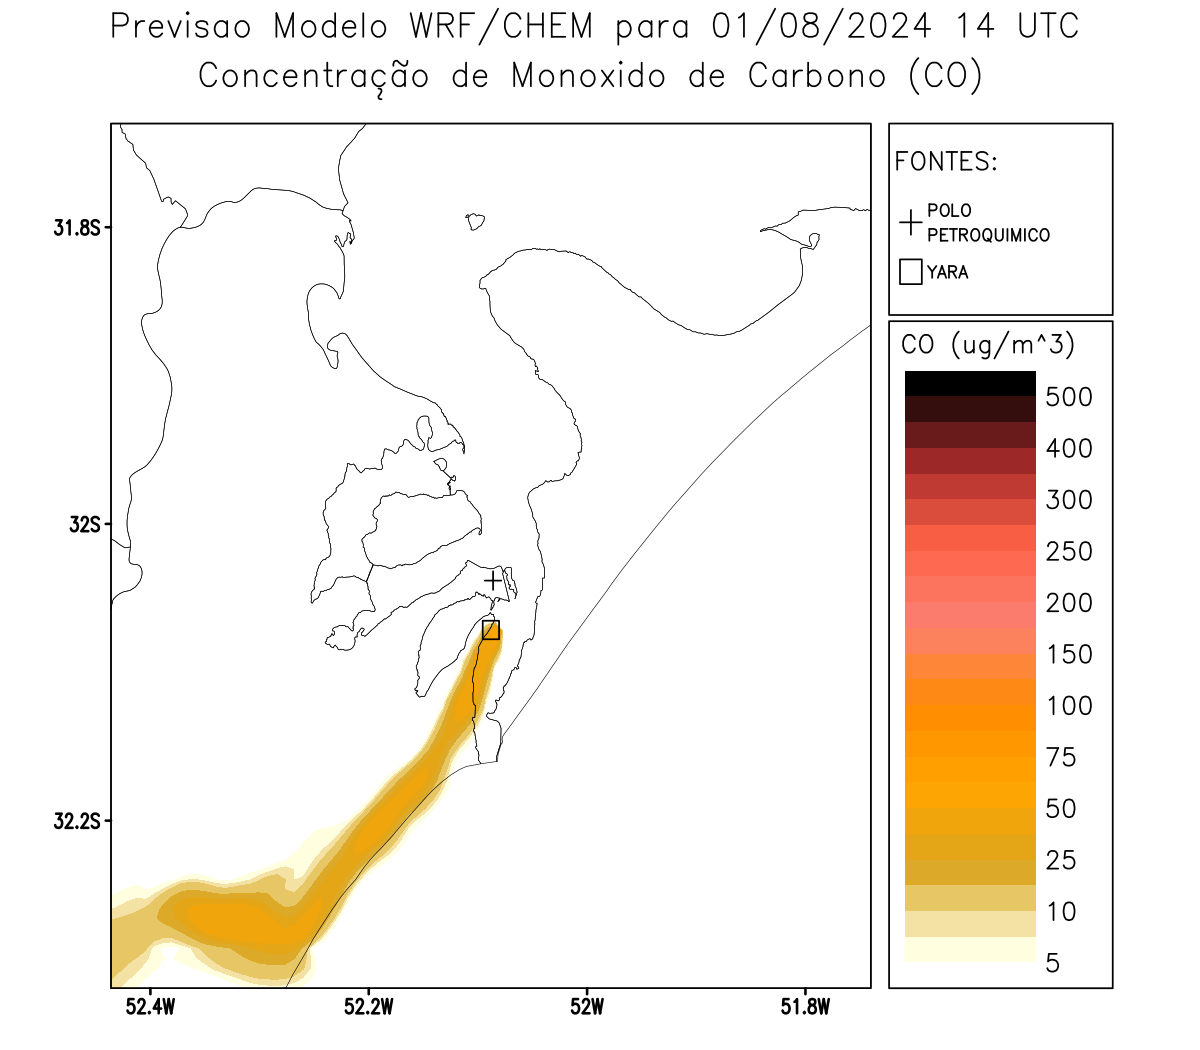 Previsao Modelo WRF/CHEM para 01/08/2024 14 UTC
Concentração de Monoxido de Carbono (CO)
FONTES:
POLO
PETROQUIMICO
YARA
CO (ug/m^3)
500
400
300
250
200
150
100
75
50
25
10
5
31.8S
32S
32.2S
52.4W
52.2W
52W
51.8W